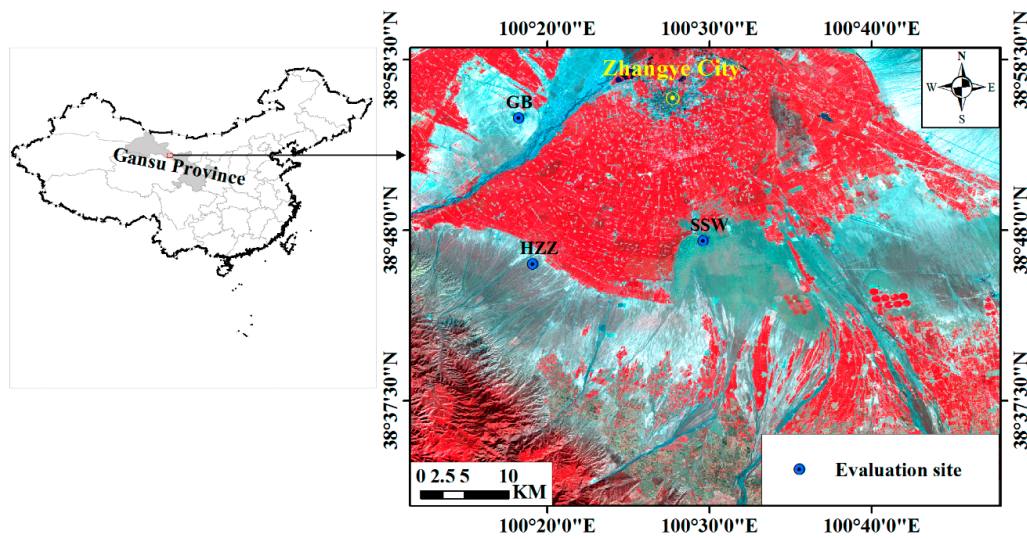 Gansu Province
100°20'0"E 100°30'0"E 100°40'0"E
38°58'30"N 38°58'30"N
38°48'0"N 38°48'0"N
38°37'30"N 38°37'30"N
Zhangye City
GB
N
W E
S
SSW
HZZ
0 2.5 5 10
KM
Evaluation site
100°20'0"E 100°30'0"E 100°40'0"E